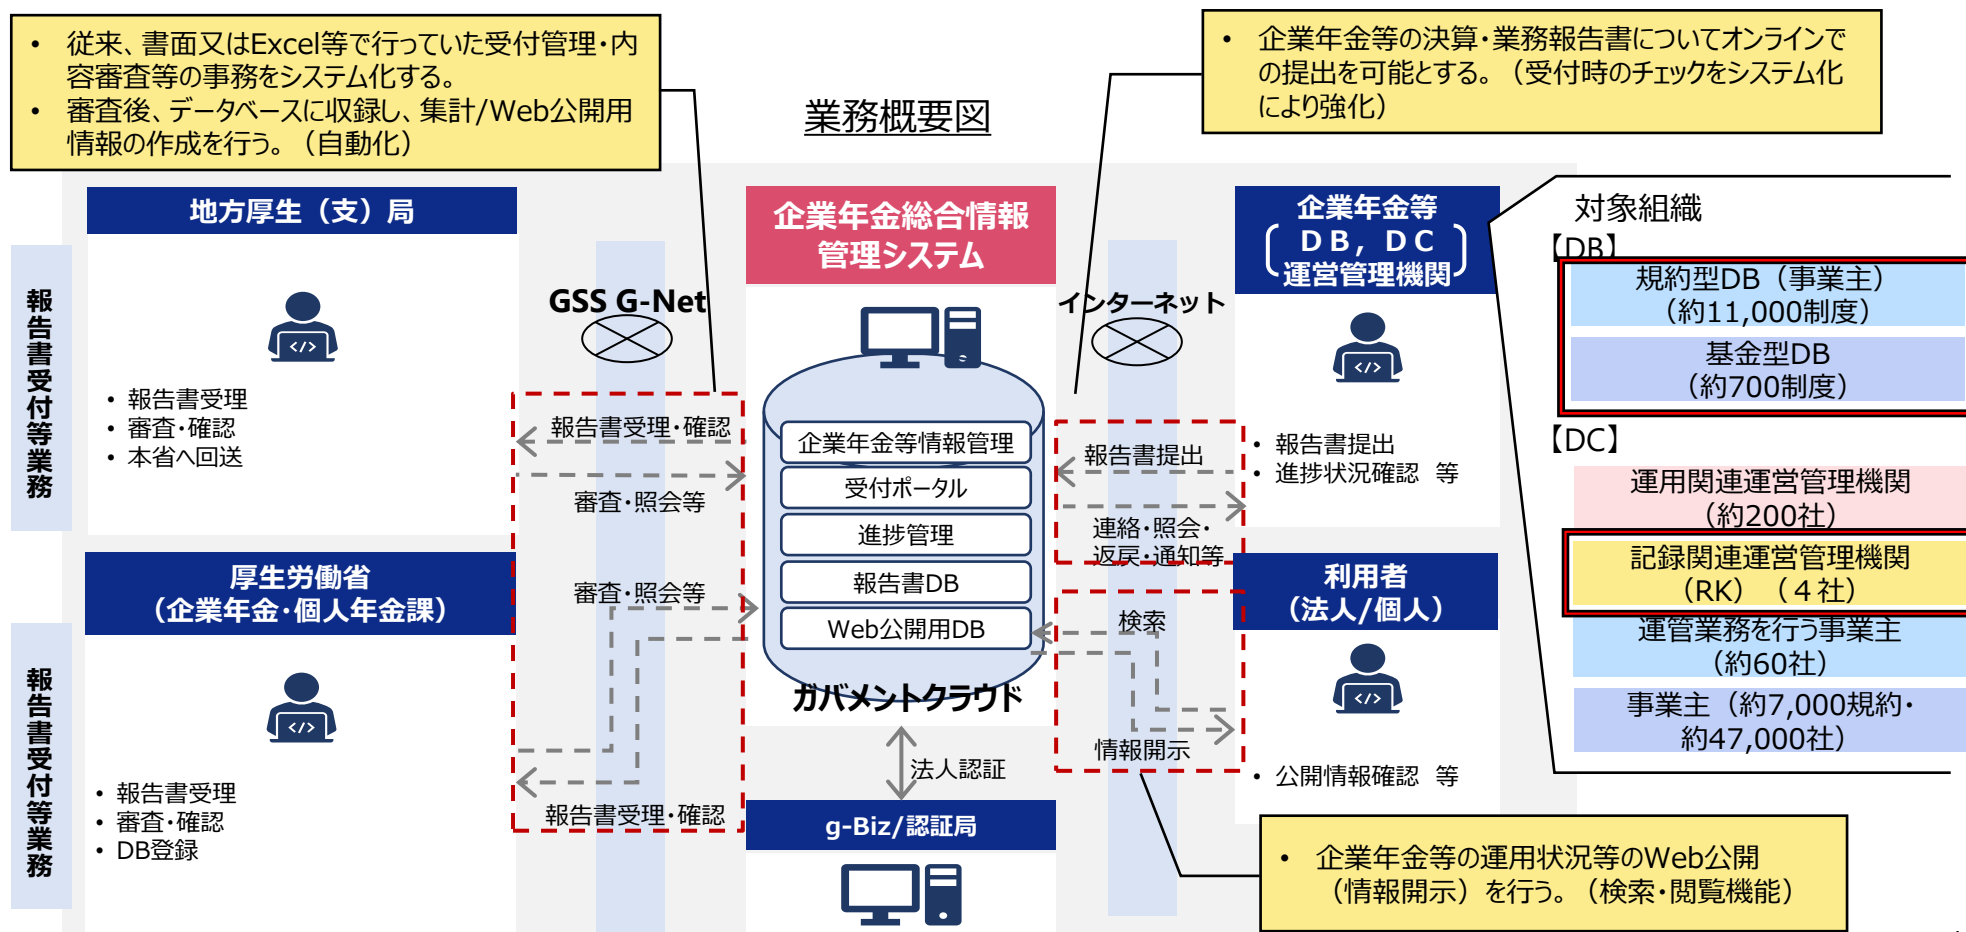 • 従来、書面又はExcel等で行っていた受付管理・内
容審査等の事務をシステム化する。
• 審査後、データベースに収録し、集計/Web公開用
情報の作成を行う。（自動化）
業務概要図
• 企業年金等の決算・業務報告書についてオンラインで
の提出を可能とする。（受付時のチェックをシステム化
により強化）
報告書受付等業務
地方厚生（支）局
• 報告書受理
• 審査・確認
• 本省へ回送
GSS G-Net
報告書受理・確認
審査・照会等
企業年金総合情報
管理システム
企業年金等情報管理
受付ポータル
進捗管理
報告書DB
Web公開用DB
ガバメントクラウド
インターネット
報告書提出
連絡・照会・
返戻・通知等
企業年金等
ＤＢ，ＤＣ
運営管理機関
• 報告書提出
• 進捗状況確認 等
報告書受付等業務
厚生労働省
（企業年金・個人年金課）
• 報告書受理
• 審査・確認
• DB登録
審査・照会等
報告書受理・確認
法人認証
g-Biz/認証局
検索
情報開示
利用者
（法人/個人）
• 公開情報確認 等
• 企業年金等の運用状況等のWeb公開
（情報開示）を行う。（検索・閲覧機能）
対象組織
【DB】
規約型DB（事業主）
（約11,000制度）
基金型DB
（約700制度）
【DC】
運用関連運営管理機関
（約200社）
記録関連運営管理機関
（RK）（４社）
運管業務を行う事業主
（約60社）
事業主（約7,000規約・
約47,000社）